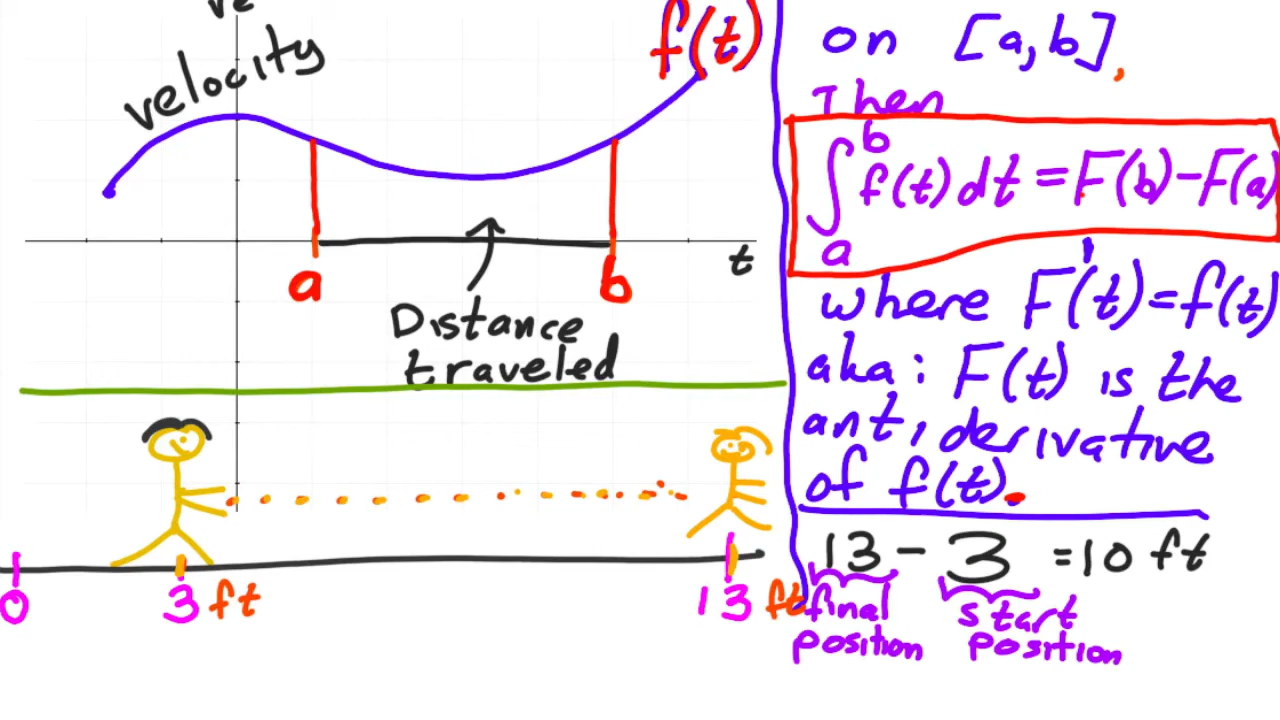 ve
velocity
f(t)
a
b
t
Distance
traveled
0
3 ft
13 ft
on [a,b],
Then
∫ₐᵇ f(t) dt = F(b) - F(a)
where F'(t) = f(t)
aka: F(t) is the
antiderivative
of f(t).
13 - 3 = 10 ft
final position
start position